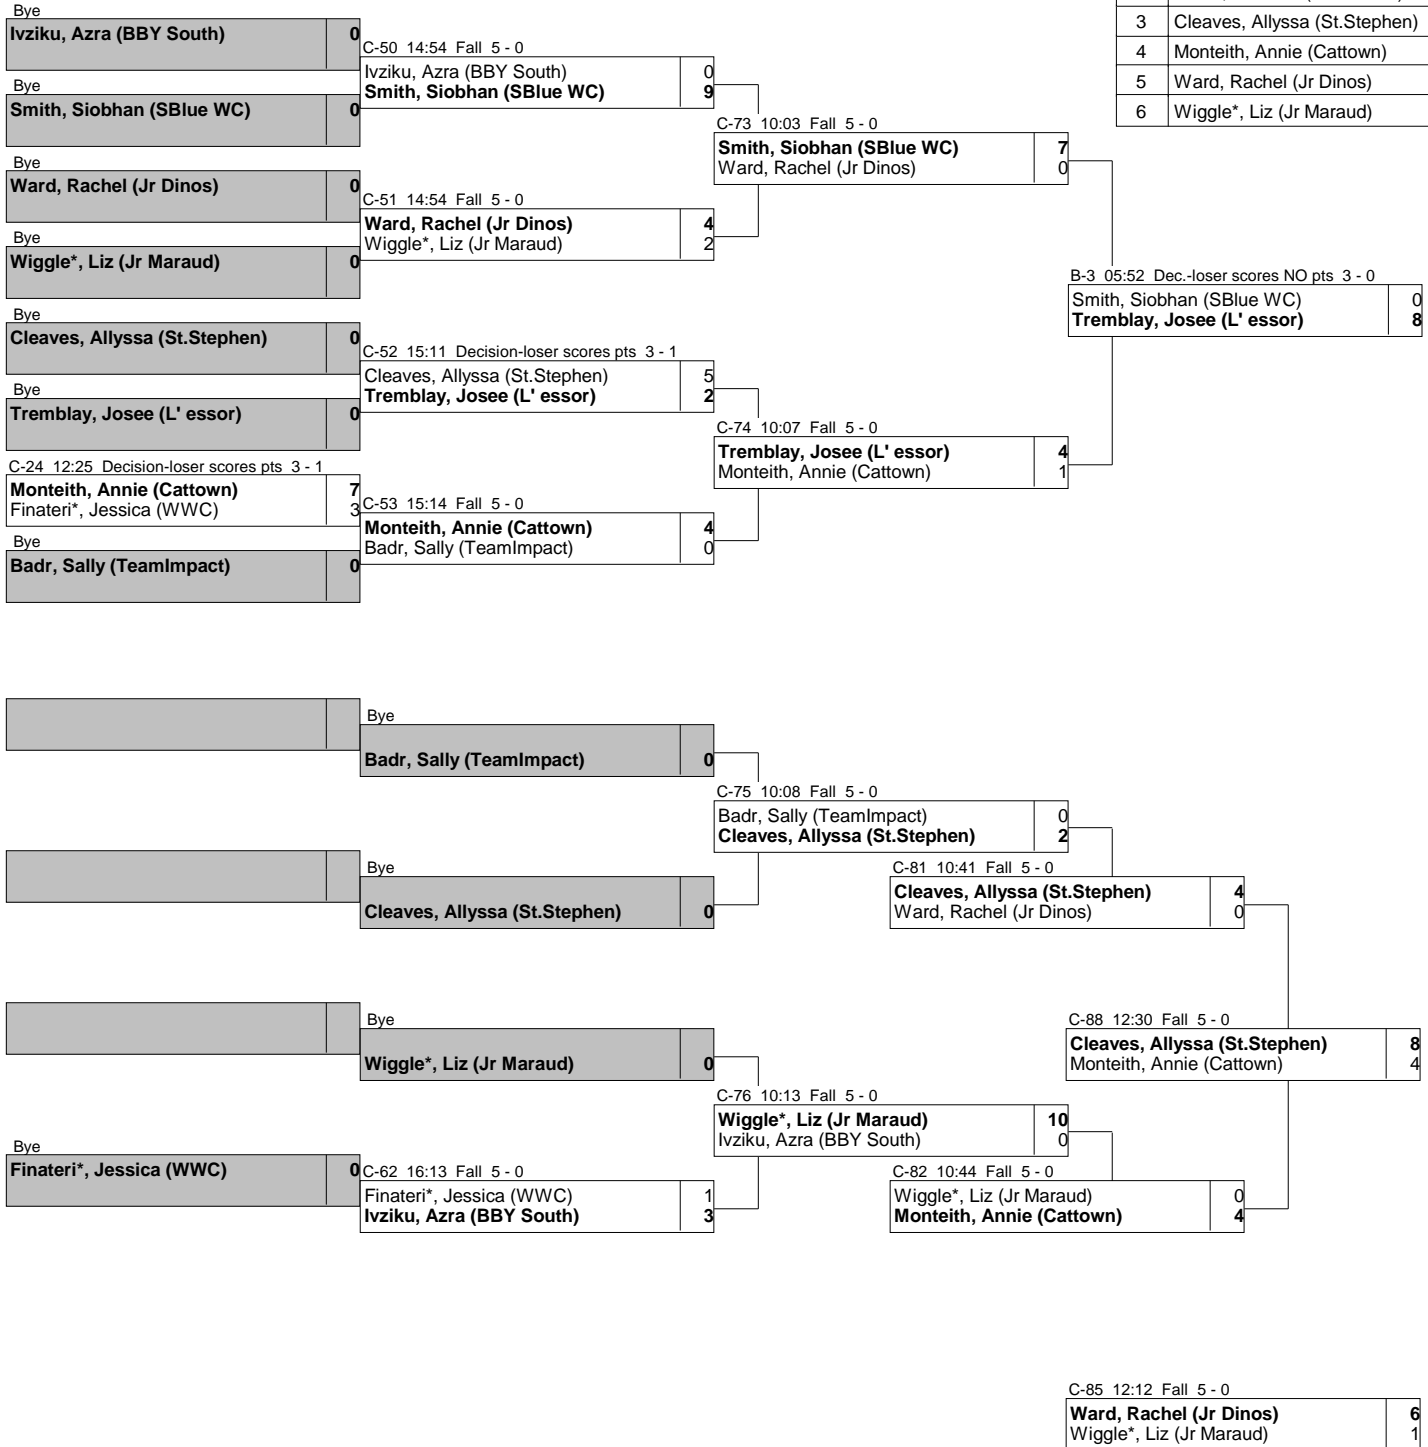 3 Cleaves, Allyssa (St.Stephen)
4 Monteith, Annie (Cattown)
5 Ward, Rachel (Jr Dinos)
6 Wiggle*, Liz (Jr Maraud)
Bye
Ivziku, Azra (BBY South) 0
C-50 14:54 Fall 5 - 0
Ivziku, Azra (BBY South) 0
Smith, Siobhan (SBlue WC) 9
Bye
Smith, Siobhan (SBlue WC) 0
C-73 10:03 Fall 5 - 0
Smith, Siobhan (SBlue WC) 7
Ward, Rachel (Jr Dinos) 0
Bye
Ward, Rachel (Jr Dinos) 0
C-51 14:54 Fall 5 - 0
Ward, Rachel (Jr Dinos) 4
Wiggle*, Liz (Jr Maraud) 2
Bye
Wiggle*, Liz (Jr Maraud) 0
B-3 05:52 Dec.-loser scores NO pts 3 - 0
Smith, Siobhan (SBlue WC) 0
Tremblay, Josee (L' essor) 8
Bye
Cleaves, Allyssa (St.Stephen) 0
C-52 15:11 Decision-loser scores pts 3 - 1
Cleaves, Allyssa (St.Stephen) 5
Tremblay, Josee (L' essor) 2
Bye
Tremblay, Josee (L' essor) 0
C-74 10:07 Fall 5 - 0
Tremblay, Josee (L' essor) 4
Monteith, Annie (Cattown) 1
C-24 12:25 Decision-loser scores pts 3 - 1
Monteith, Annie (Cattown) 7
Finateri*, Jessica (WWC) 3
C-53 15:14 Fall 5 - 0
Monteith, Annie (Cattown) 4
Badr, Sally (TeamImpact) 0
Bye
Badr, Sally (TeamImpact) 0
Bye
Badr, Sally (TeamImpact) 0
C-75 10:08 Fall 5 - 0
Badr, Sally (TeamImpact) 0
Cleaves, Allyssa (St.Stephen) 2
Bye
Cleaves, Allyssa (St.Stephen) 0
C-81 10:41 Fall 5 - 0
Cleaves, Allyssa (St.Stephen) 4
Ward, Rachel (Jr Dinos) 0
Bye
Wiggle*, Liz (Jr Maraud) 0
C-88 12:30 Fall 5 - 0
Cleaves, Allyssa (St.Stephen) 8
Monteith, Annie (Cattown) 4
C-76 10:13 Fall 5 - 0
Wiggle*, Liz (Jr Maraud) 10
Ivziku, Azra (BBY South) 0
Bye
Finateri*, Jessica (WWC) 0
C-62 16:13 Fall 5 - 0
Finateri*, Jessica (WWC) 1
Ivziku, Azra (BBY South) 3
C-82 10:44 Fall 5 - 0
Wiggle*, Liz (Jr Maraud) 0
Monteith, Annie (Cattown) 4
C-85 12:12 Fall 5 - 0
Ward, Rachel (Jr Dinos) 6
Wiggle*, Liz (Jr Maraud) 1